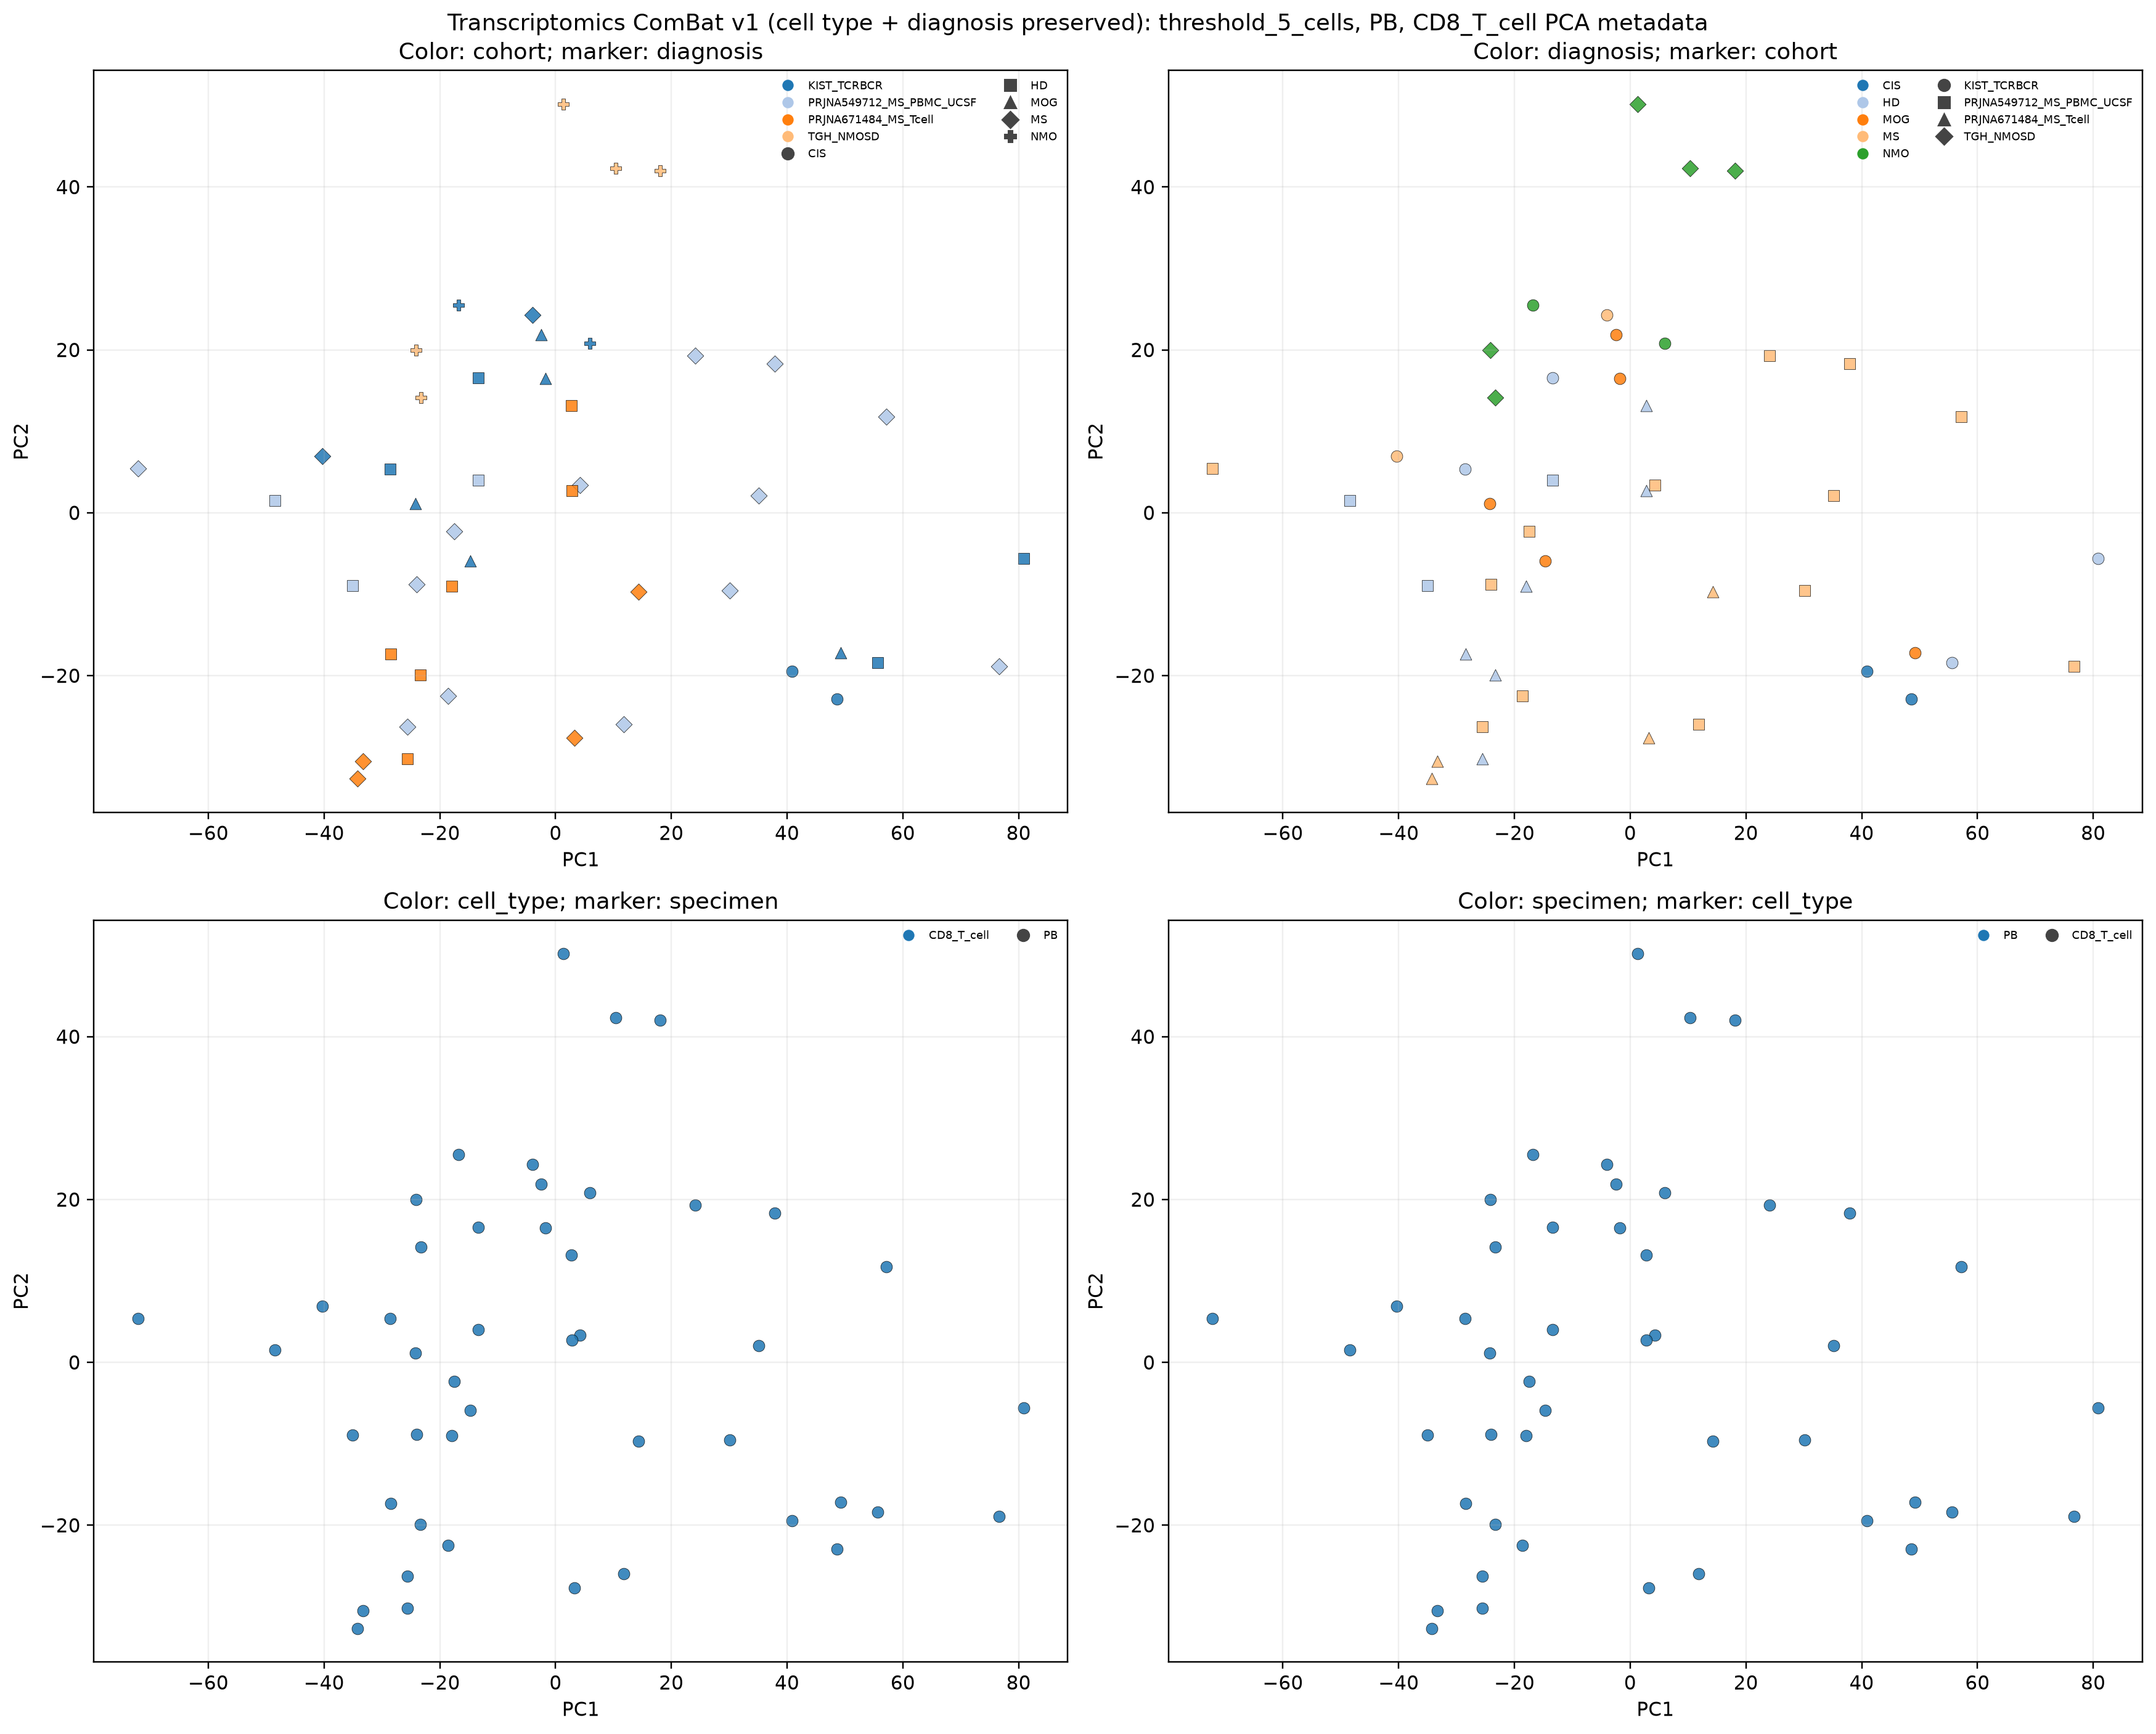 Transcriptomics ComBat v1 (cell type + diagnosis preserved): threshold_5_cells, PB, CD8_T_cell PCA metadata
Color: cohort; marker: diagnosis
KIST_TCRBCR
PRJNA549712_MS_PBMC_UCSF
PRJNA671484_MS_Tcell
TGH_NMOSD
CIS
HD
MOG
MS
NMO
40
20
0
−20
PC2
−60 −40 −20 0 20 40 60 80
PC1
Color: diagnosis; marker: cohort
CIS
HD
MOG
MS
NMO
KIST_TCRBCR
PRJNA549712_MS_PBMC_UCSF
PRJNA671484_MS_Tcell
TGH_NMOSD
40
20
0
−20
PC2
−60 −40 −20 0 20 40 60 80
PC1
Color: cell_type; marker: specimen
CD8_T_cell
PB
40
20
0
−20
PC2
−60 −40 −20 0 20 40 60 80
PC1
Color: specimen; marker: cell_type
PB
CD8_T_cell
40
20
0
−20
PC2
−60 −40 −20 0 20 40 60 80
PC1